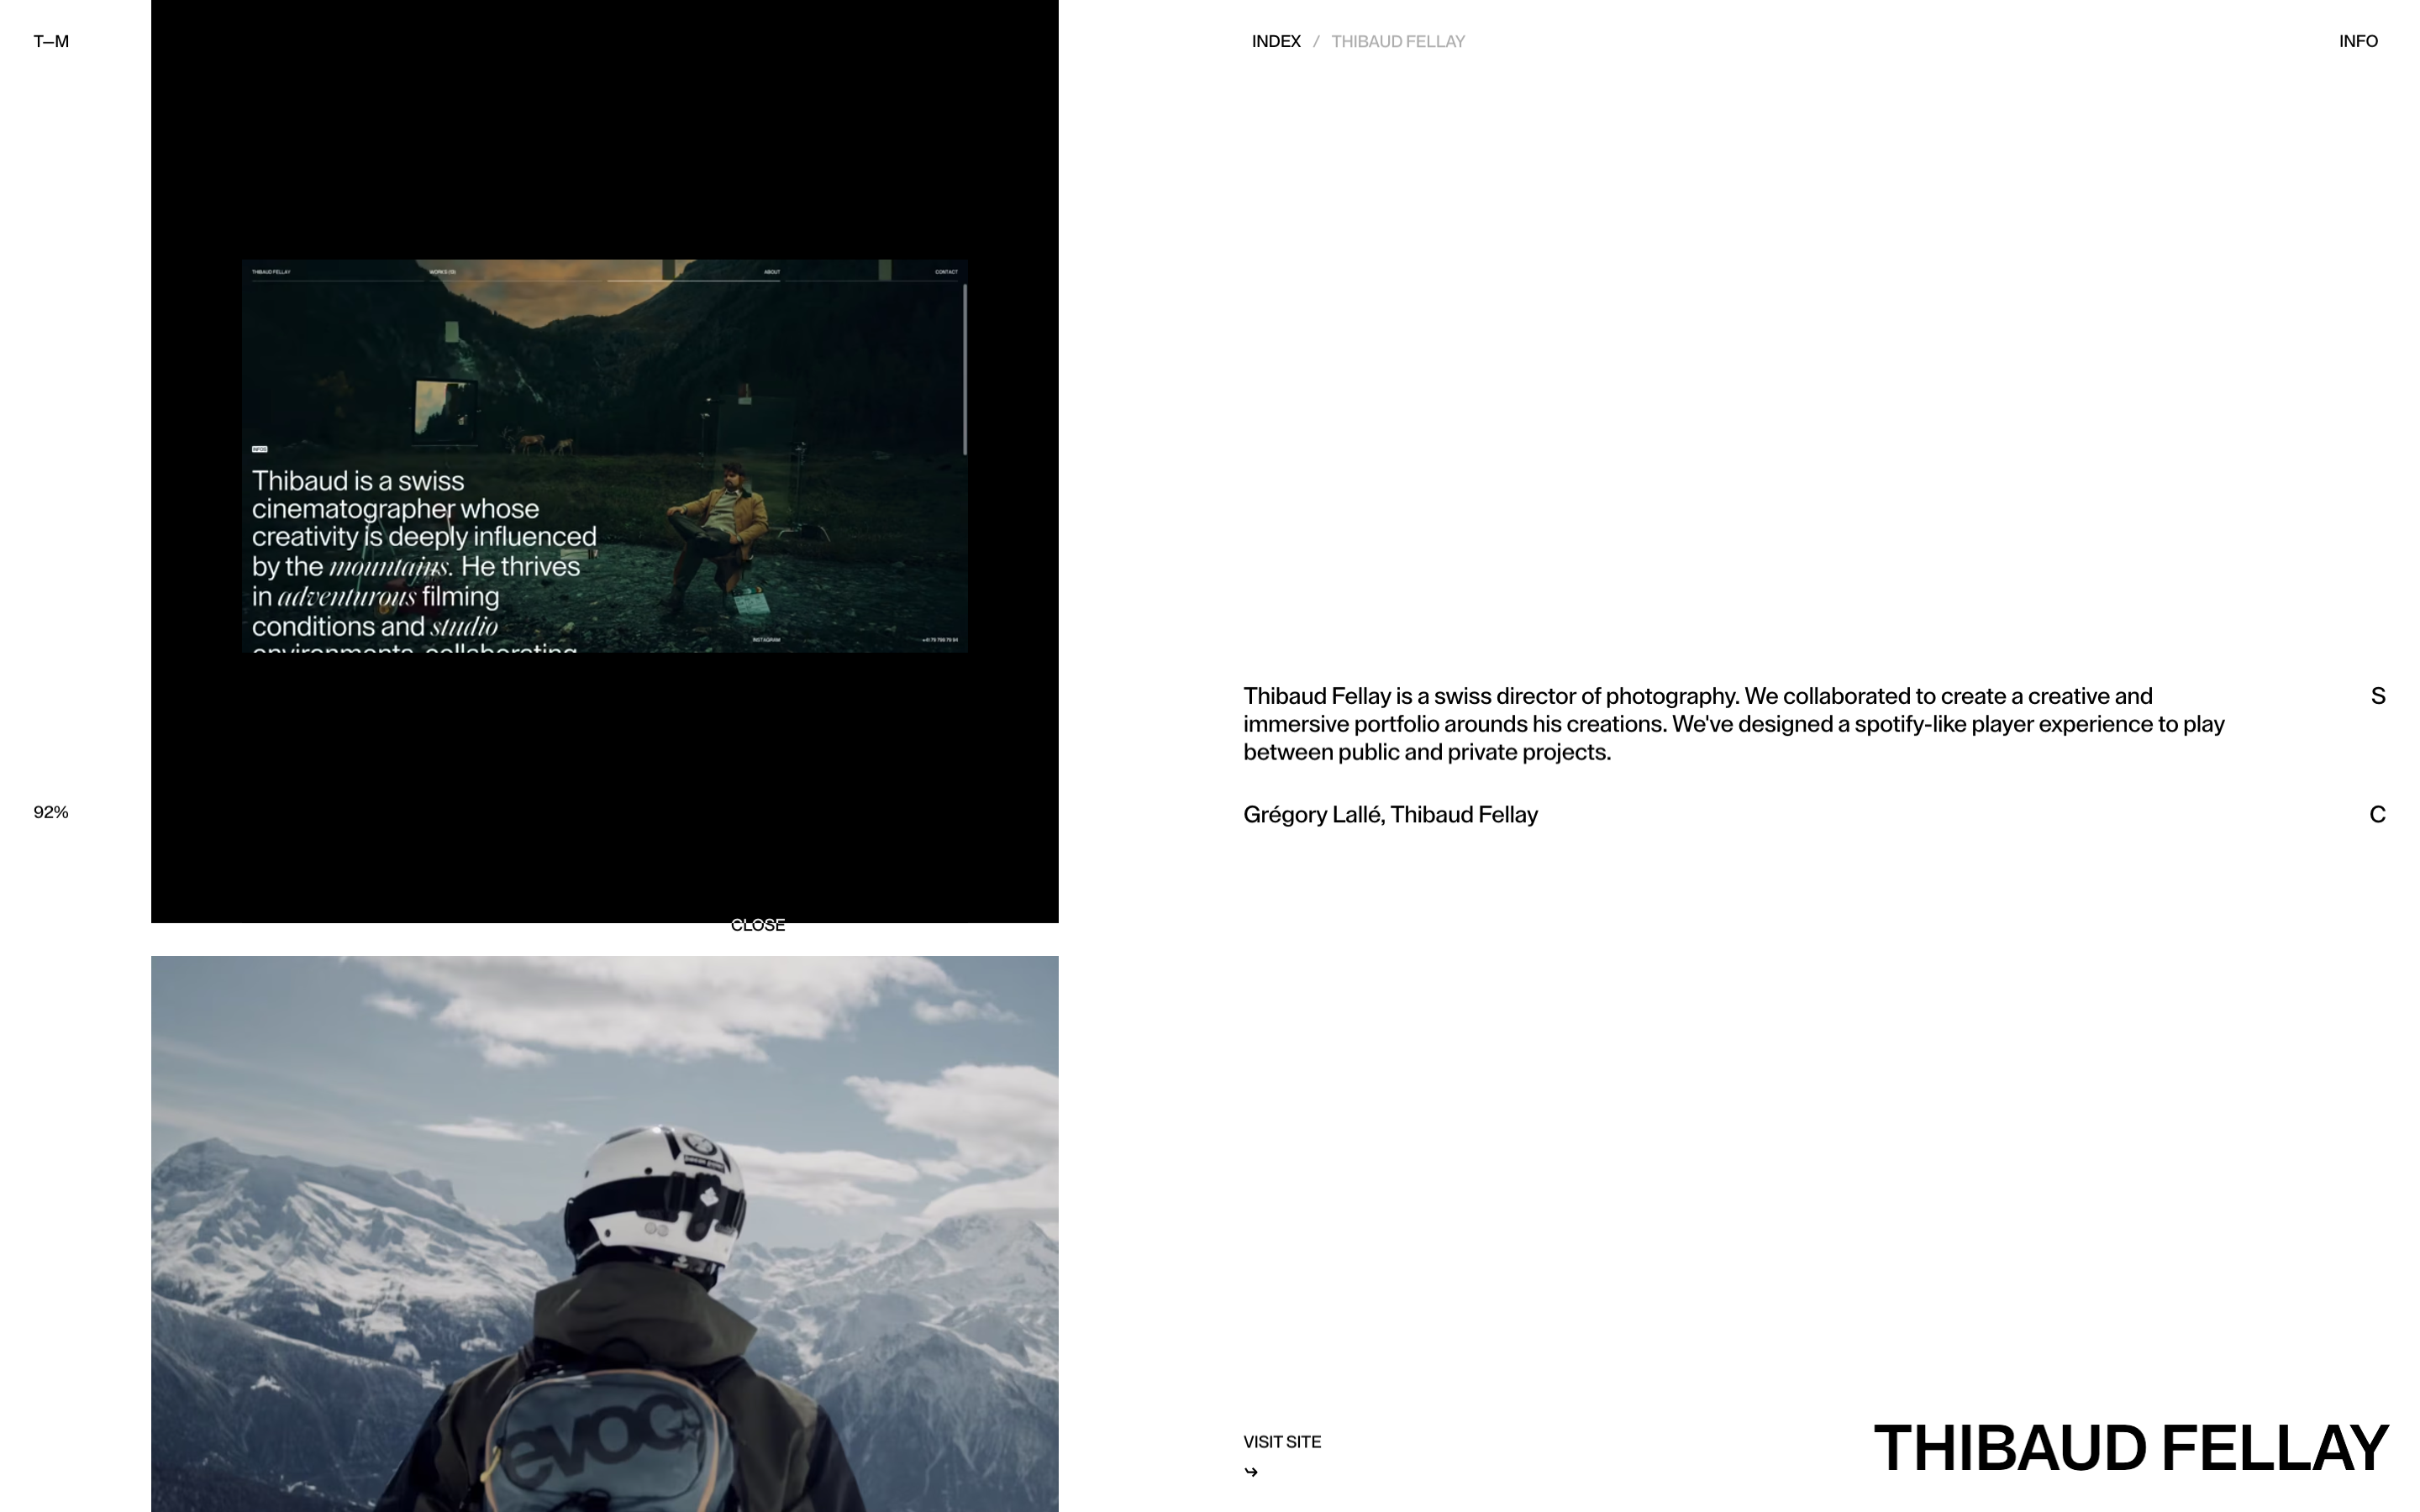 T—M
INDEX / THIBAUD FELLAY
INFO
THIBAUD FELLAY
WORKS (13)
ABOUT
CONTACT
INFOS
Thibaud is a swiss
cinematographer whose
creativity is deeply influenced
by the mountains. He thrives
in adventurous filming
conditions and studio
environments, collaborating
INSTAGRAM
Thibaud Fellay is a swiss director of photography. We collaborated to create a creative and
immersive portfolio arounds his creations. We've designed a spotify-like player experience to play
between public and private projects.
S
92%
Grégory Lallé, Thibaud Fellay
C
CLOSE
evoc
VISIT SITE
THIBAUD FELLAY